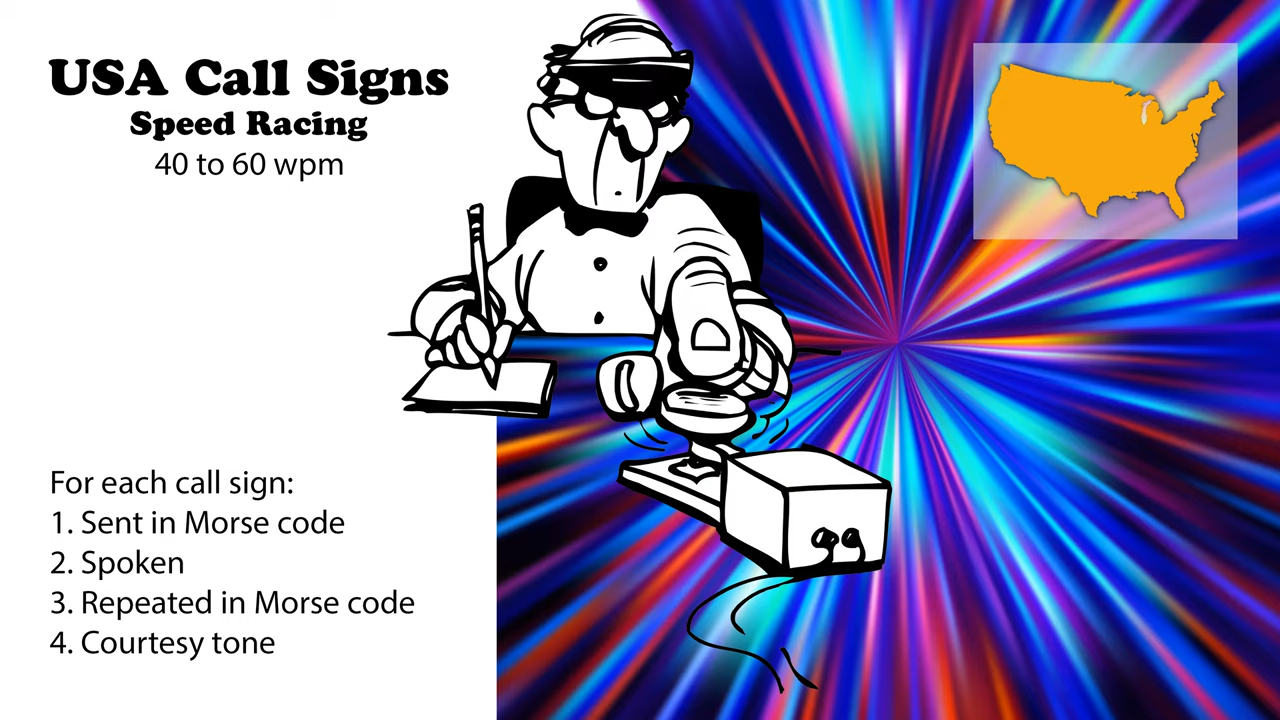 USA Call Signs
Speed Racing
40 to 60 wpm
For each call sign:
1. Sent in Morse code
2. Spoken
3. Repeated in Morse code
4. Courtesy tone